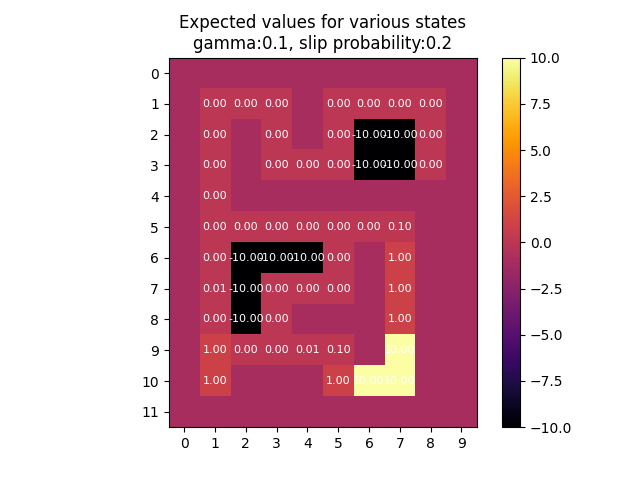 Expected values for various states
gamma:0.1, slip probability:0.2
10.0
0
1 0.00 0.00 0.00 0.00 0.00 0.00 0.00
7.5
2 0.00 0.00 0.00 -10.00 -10.00 0.00
5.0
3 0.00 0.00 0.00 0.00 -10.00 -10.00 0.00
4 0.00
2.5
5 0.00 0.00 0.00 0.00 0.00 0.00 0.10
0.0
6 0.00 -10.00 -10.00 -10.00 0.00 1.00
7 0.01 -10.00 0.00 0.00 0.00 1.00
-2.5
8 0.00 -10.00 0.00 1.00
-5.0
9 1.00 0.00 0.00 0.01 0.10
10 1.00 1.00
-7.5
11
-10.0
0 1 2 3 4 5 6 7 8 9